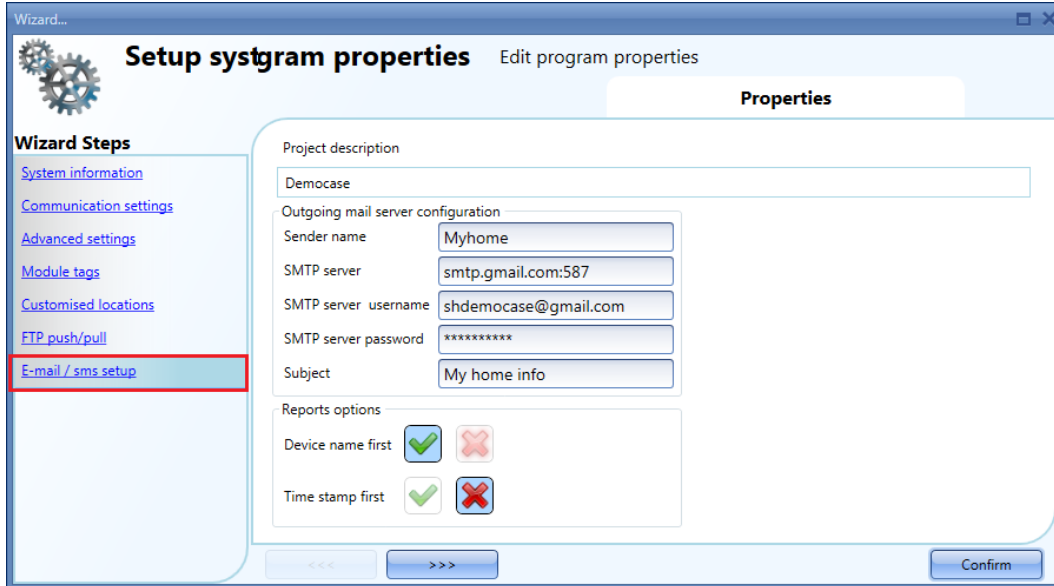 Wizard...
Setup systgram properties Edit program properties
Properties
Wizard Steps
System information
Communication settings
Advanced settings
Module tags
Customised locations
FTP push/pull
E-mail / sms setup
Project description
Democase
Outgoing mail server configuration
Sender name Myhome
SMTP server smtp.gmail.com:587
SMTP server username shdemocase@gmail.com
SMTP server password **********
Subject My home info
Reports options
Device name first
Time stamp first
<<< >>> Confirm